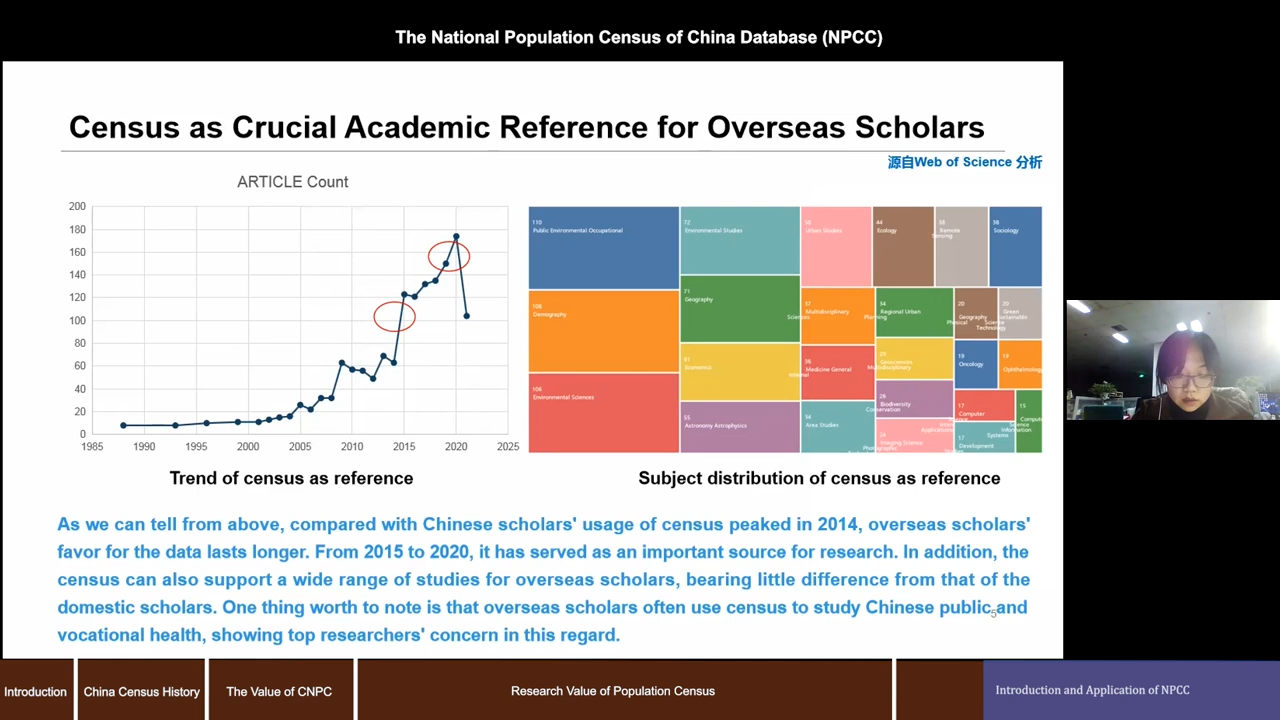 The National Population Census of China Database (NPCC)
Census as Crucial Academic Reference for Overseas Scholars
源自Web of Science 分析
ARTICLE Count
200
180
160
140
120
100
80
60
40
20
0
1985 1990 1995 2000 2005 2010 2015 2020 2025
110
Public Environmental Occupational
Demography
106
Environmental Sciences
72
Environmental Studies
71
Geography
Economics
55
Astronomy Astrophysics
Urban Studies
37
Multidisciplinary
Sciences
36
Medicine General
Internal
34
Area Studies
44
Ecology
Remote
Sensing
38
Sociology
34
Regional Urban
Planning
Geosciences
Multidisciplinary
26
Biodiversity
Conservation
Imaging Science
Photographic
20
Geography
Physical
Green
Sustainable
Science
Technology
Oncology
Ophthalmology
17
Computer
Science
Information
Systems
17
Development
Studies
15
Computer
Trend of census as reference
Subject distribution of census as reference
As we can tell from above, compared with Chinese scholars' usage of census peaked in 2014, overseas scholars'
favor for the data lasts longer. From 2015 to 2020, it has served as an important source for research. In addition, the
census can also support a wide range of studies for overseas scholars, bearing little difference from that of the
domestic scholars. One thing worth to note is that overseas scholars often use census to study Chinese public and
vocational health, showing top researchers' concern in this regard.
5
Introduction
China Census History
The Value of CNPC
Research Value of Population Census
Introduction and Application of NPCC